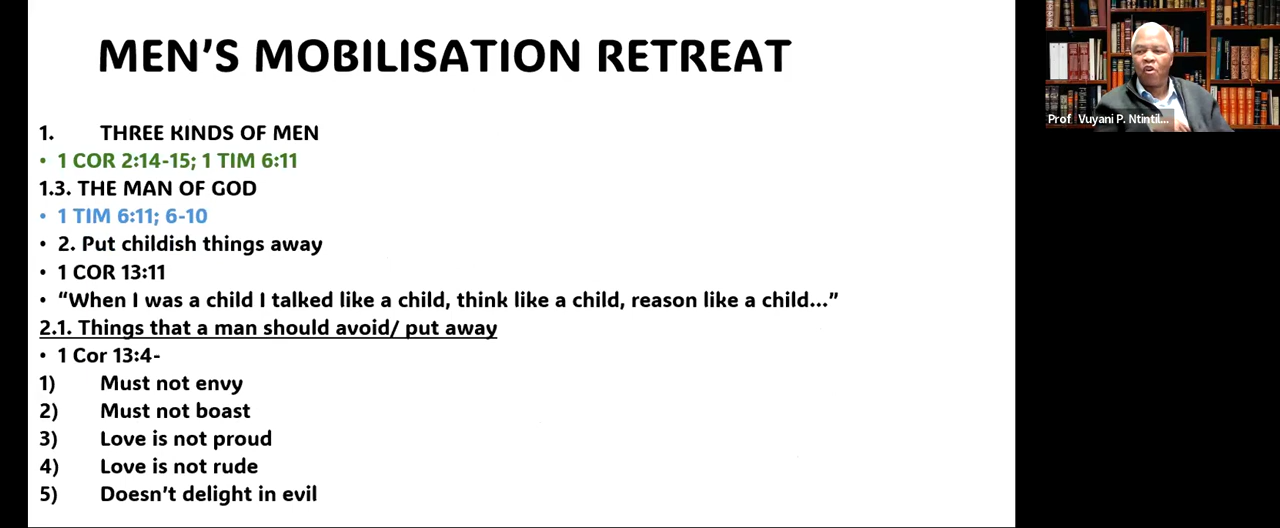 MEN'S MOBILISATION RETREAT
1. THREE KINDS OF MEN
• 1 COR 2:14-15; 1 TIM 6:11
1.3. THE MAN OF GOD
• 1 TIM 6:11; 6-10
• 2. Put childish things away
• 1 COR 13:11
• “When I was a child I talked like a child, think like a child, reason like a child...”
2.1. Things that a man should avoid/ put away
• 1 Cor 13:4-
1) Must not envy
2) Must not boast
3) Love is not proud
4) Love is not rude
5) Doesn't delight in evil
Prof Vuyani P. Ntintil...